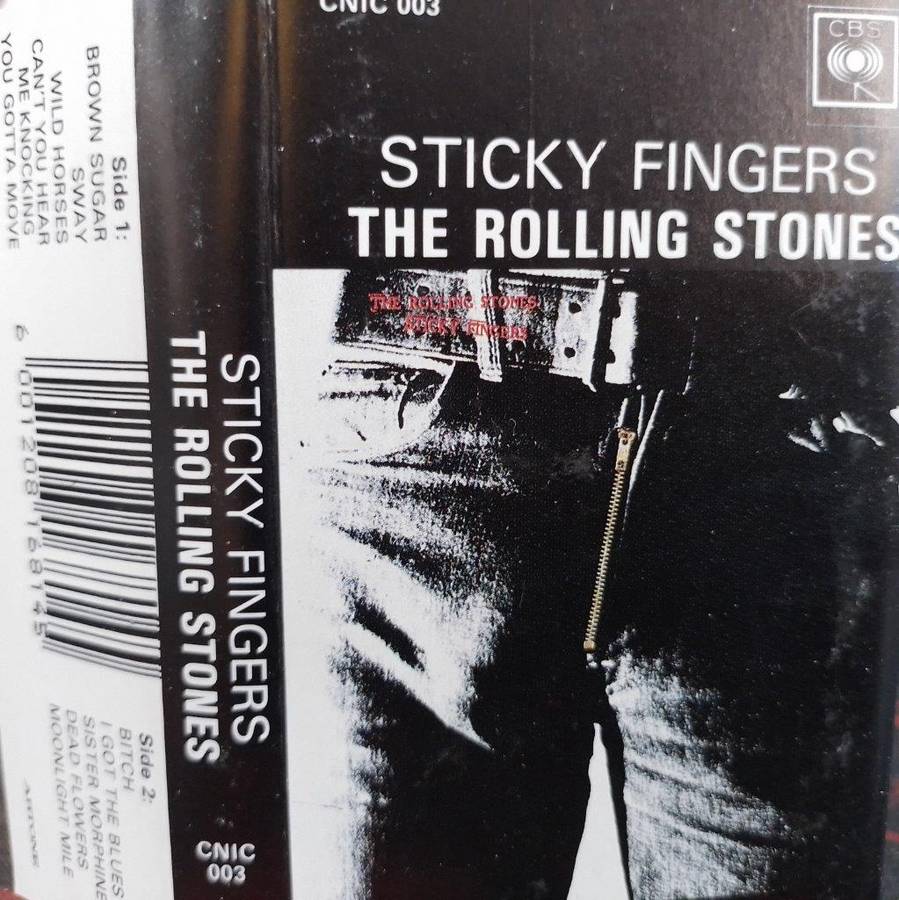 CNIC 003
CBS
STICKY FINGERS
THE ROLLING STONES
THE ROLLING STONES
STICKY FINGERS
STICKY FINGERS
THE ROLLING STONES
CNIC
003
Side 1:
BROWN SUGAR
SWAY
WILD HORSES
CAN'T YOU HEAR
ME KNOCKING
YOU GOTTA MOVE
6 001208 168145
Side 2:
BITCH
I GOT THE BLUES
SISTER MORPHINE
DEAD FLOWERS
MOONLIGHT MILE